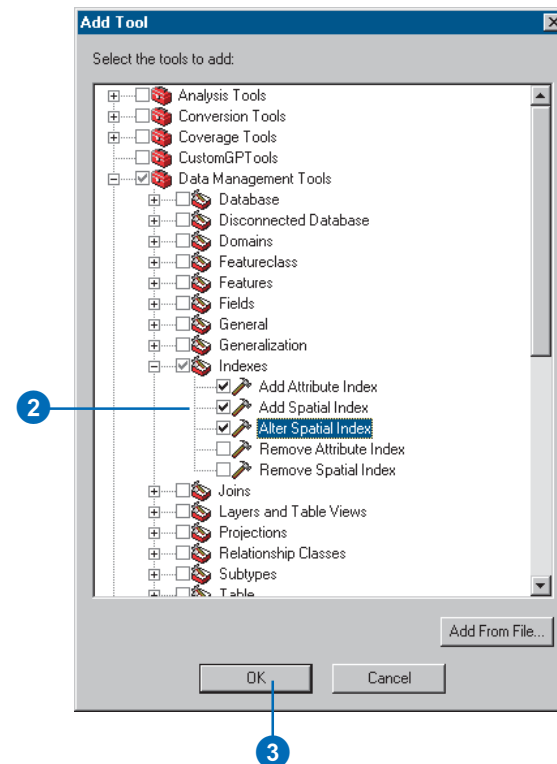 Add Tool
Select the tools to add:
Analysis Tools
Conversion Tools
Coverage Tools
CustomGPTools
Data Management Tools
Database
Disconnected Database
Domains
Featureclass
Features
Fields
General
Generalization
Indexes
Add Attribute Index
2
Add Spatial Index
Alter Spatial Index
Remove Attribute Index
Remove Spatial Index
Joins
Layers and Table Views
Projections
Relationship Classes
Subtypes
Table
Add From File...
OK
Cancel
3